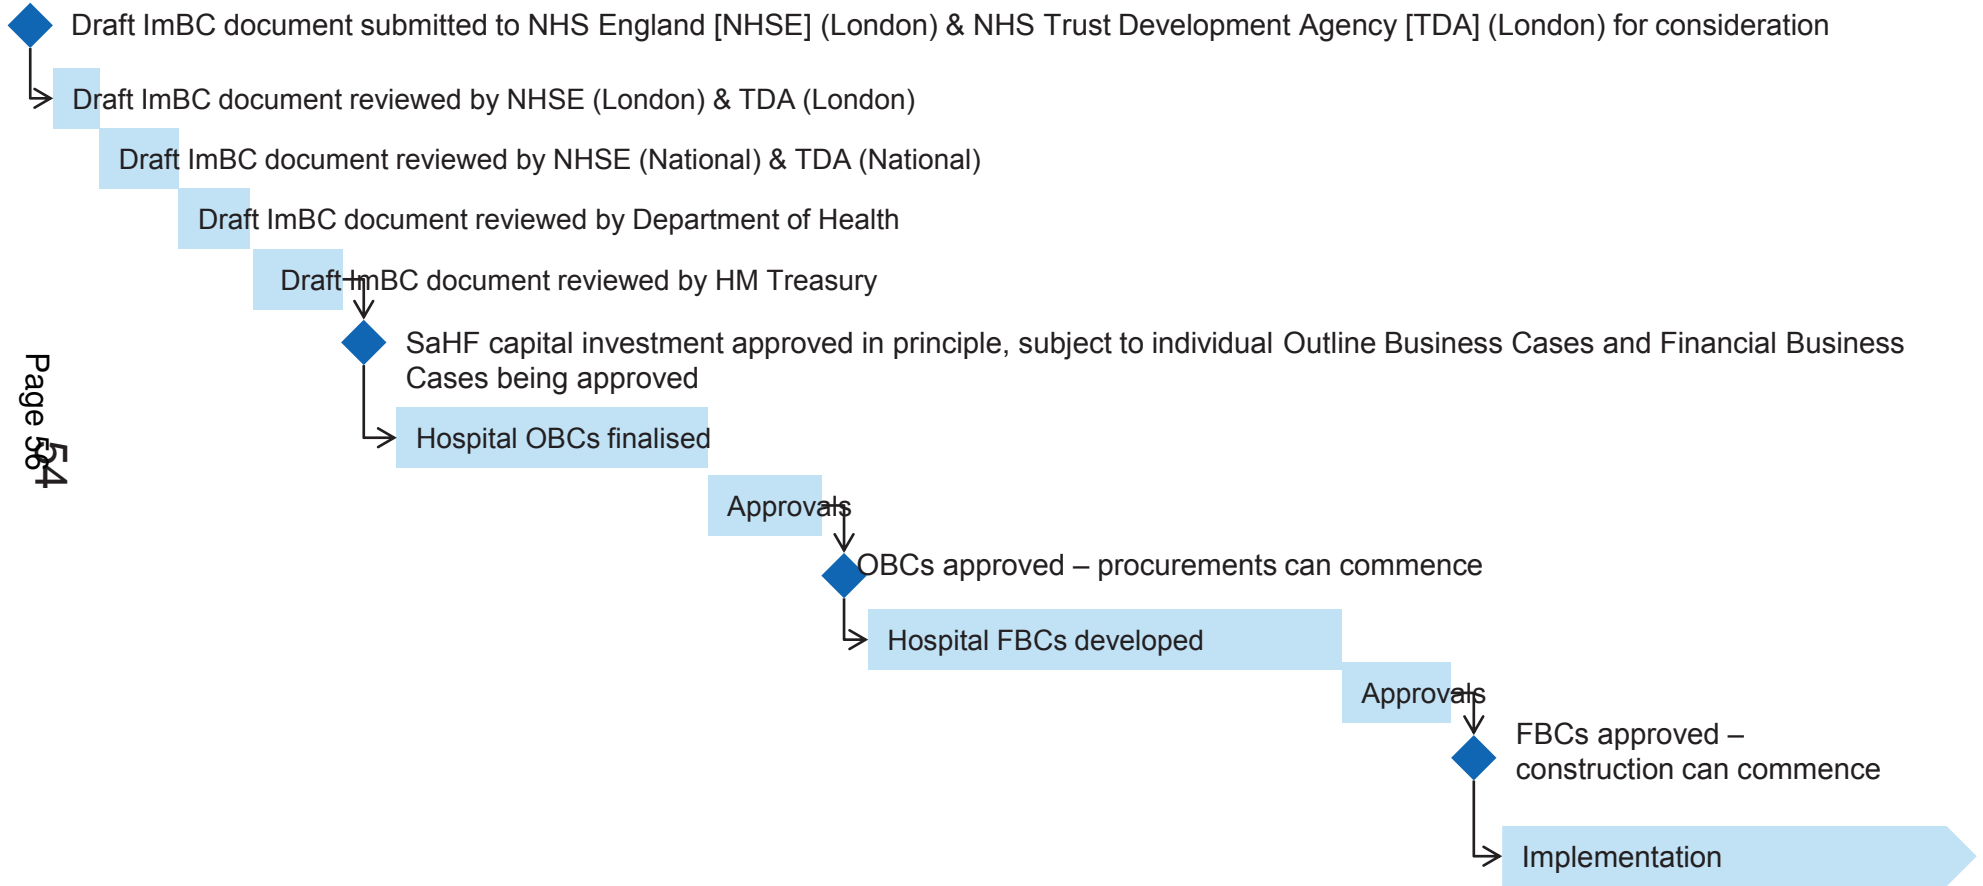 Draft ImBC document submitted to NHS England [NHSE] (London) & NHS Trust Development Agency [TDA] (London) for consideration
Draft ImBC document reviewed by NHSE (London) & TDA (London)
Draft ImBC document reviewed by NHSE (National) & TDA (National)
Draft ImBC document reviewed by Department of Health
Draft ImBC document reviewed by HM Treasury
SaHF capital investment approved in principle, subject to individual Outline Business Cases and Financial Business
Cases being approved
Hospital OBCs finalised
Approvals
OBCs approved – procurements can commence
Hospital FBCs developed
Approvals
FBCs approved –
construction can commence
Implementation
Page 56
54